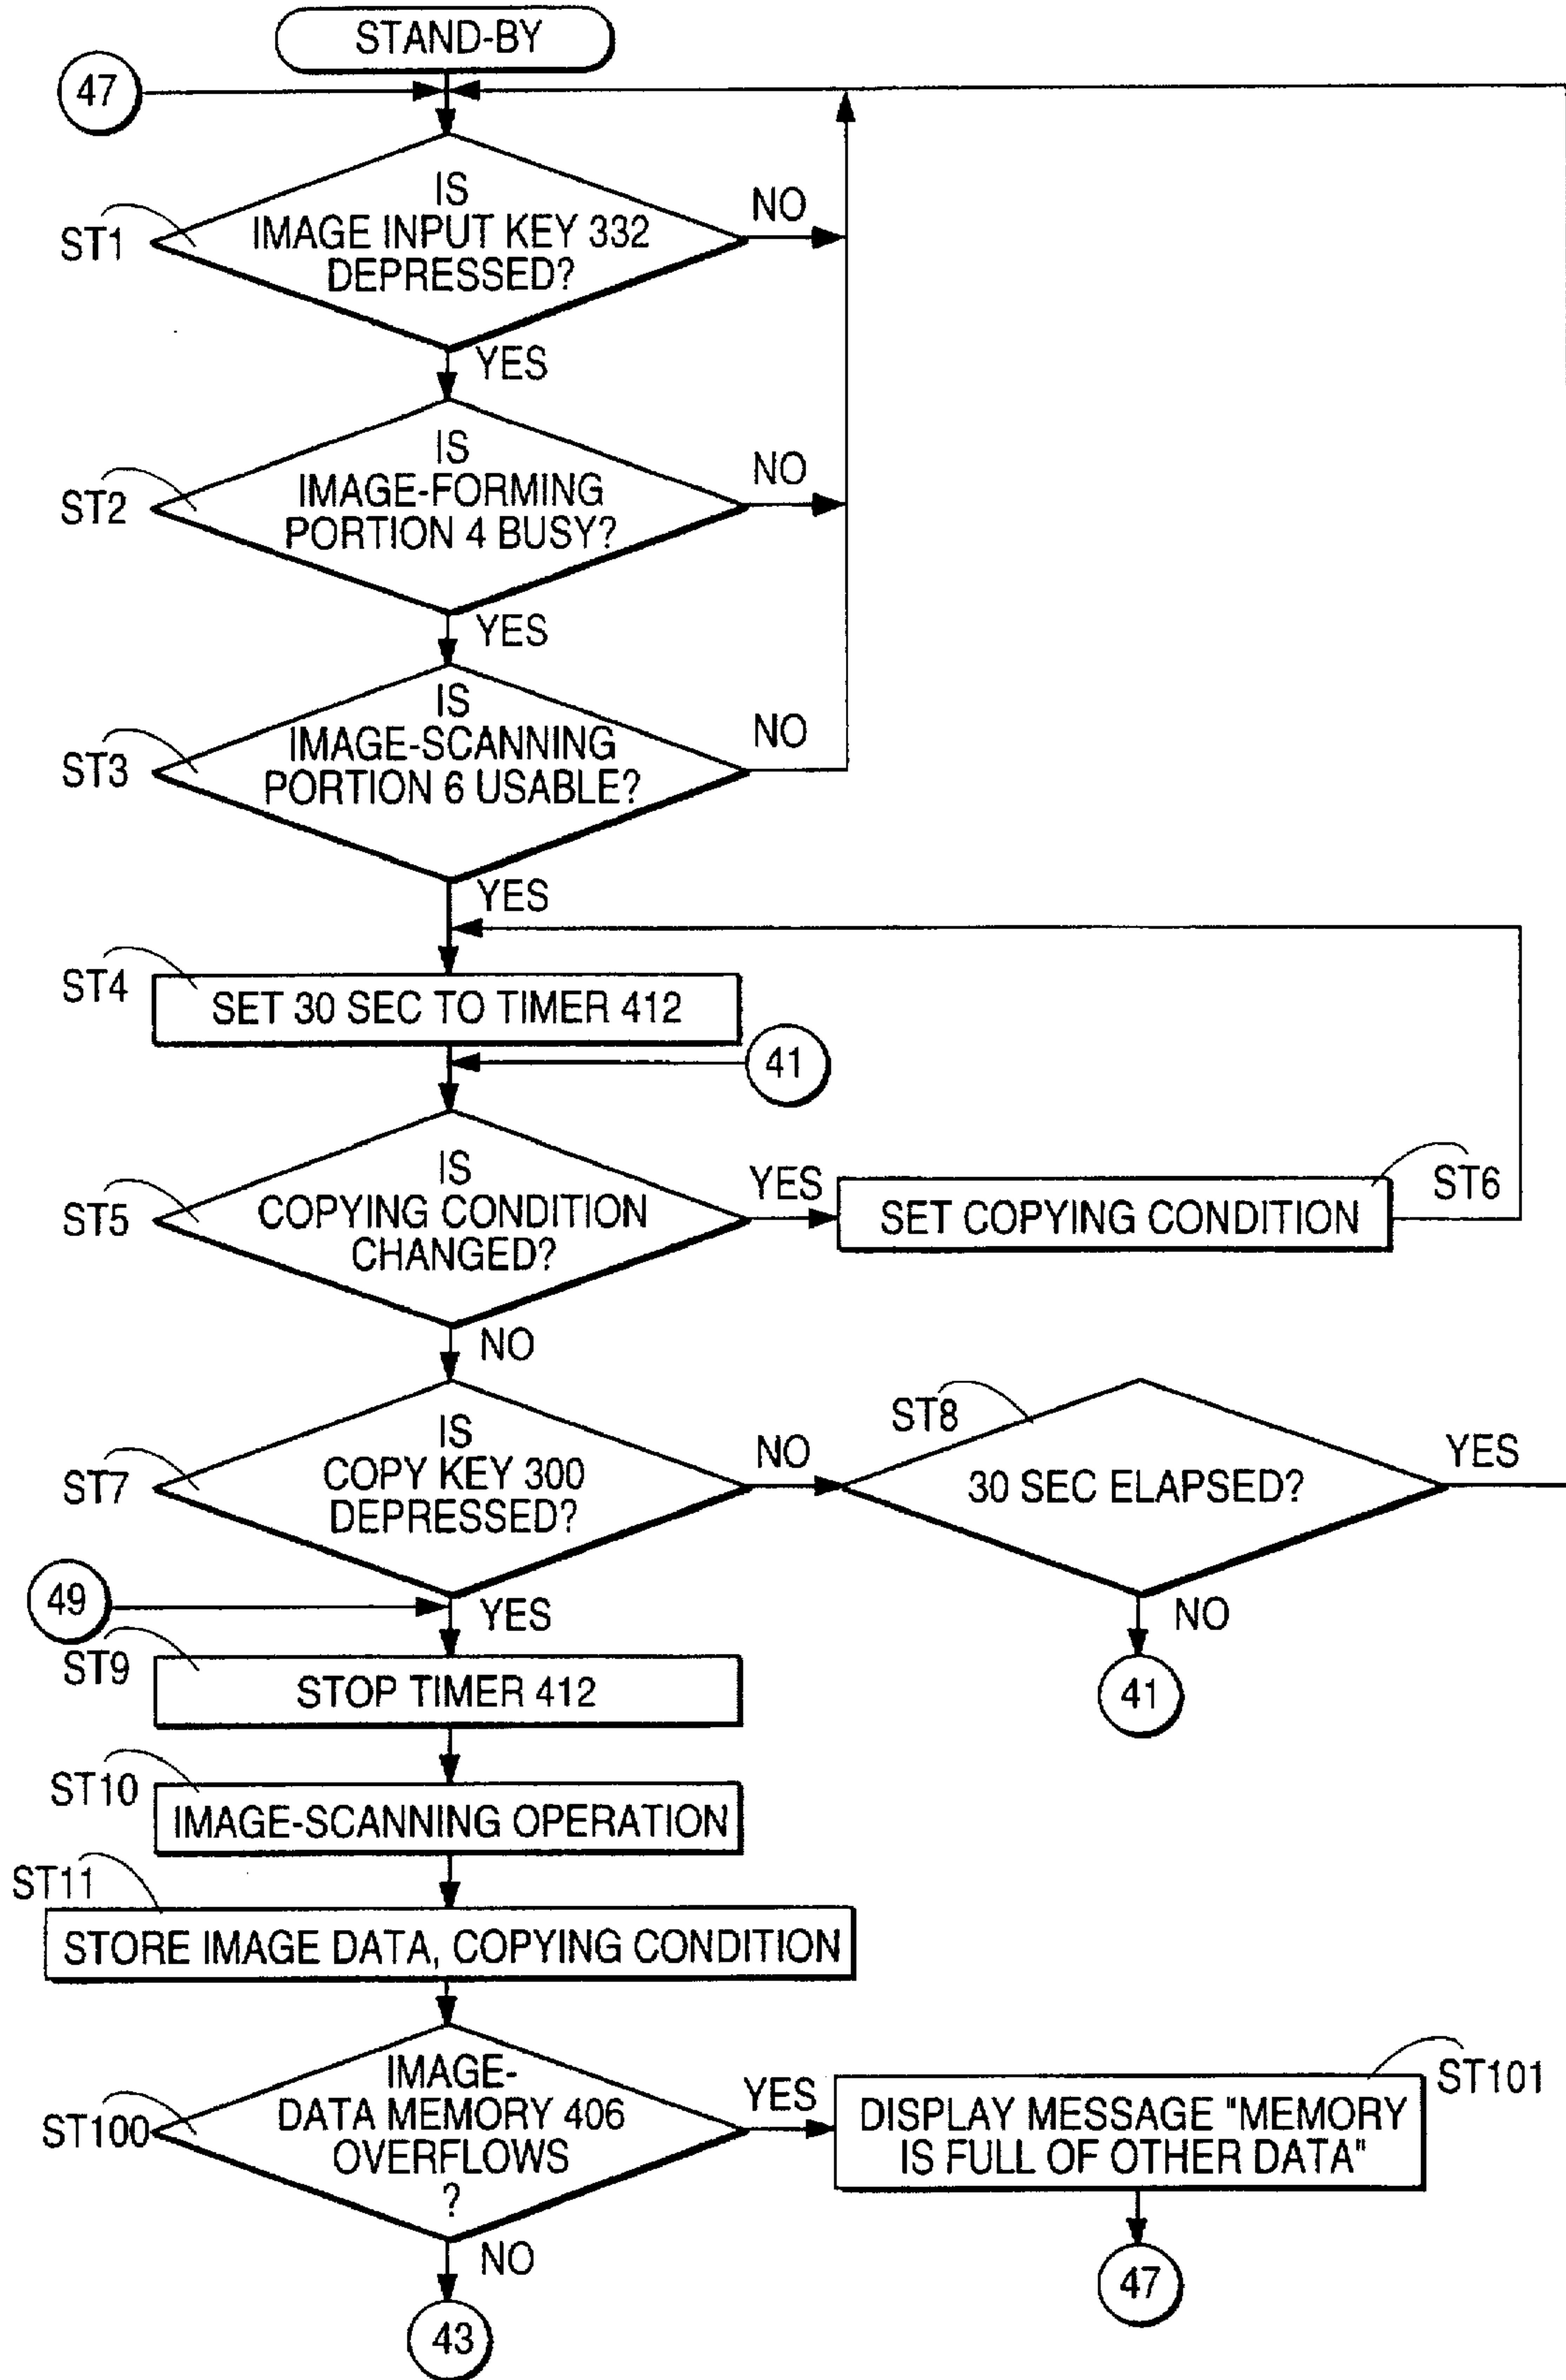 STAND-BY
47
IS
IMAGE INPUT KEY 332
DEPRESSED?
NO
ST1
YES
IS
IMAGE-FORMING
PORTION 4 BUSY?
NO
ST2
YES
IS
IMAGE-SCANNING
PORTION 6 USABLE?
NO
ST3
YES
ST4
SET 30 SEC TO TIMER 412
41
IS
COPYING CONDITION
CHANGED?
YES
ST5
SET COPYING CONDITION
ST6
NO
IS
COPY KEY 300
DEPRESSED?
NO
ST7
ST8
30 SEC ELAPSED?
YES
49
YES
NO
ST9
STOP TIMER 412
41
ST10
IMAGE-SCANNING OPERATION
ST11
STORE IMAGE DATA, COPYING CONDITION
IMAGE-
DATA MEMORY 406
OVERFLOWS
?
YES
ST100
ST101
DISPLAY MESSAGE "MEMORY
IS FULL OF OTHER DATA"
NO
47
43